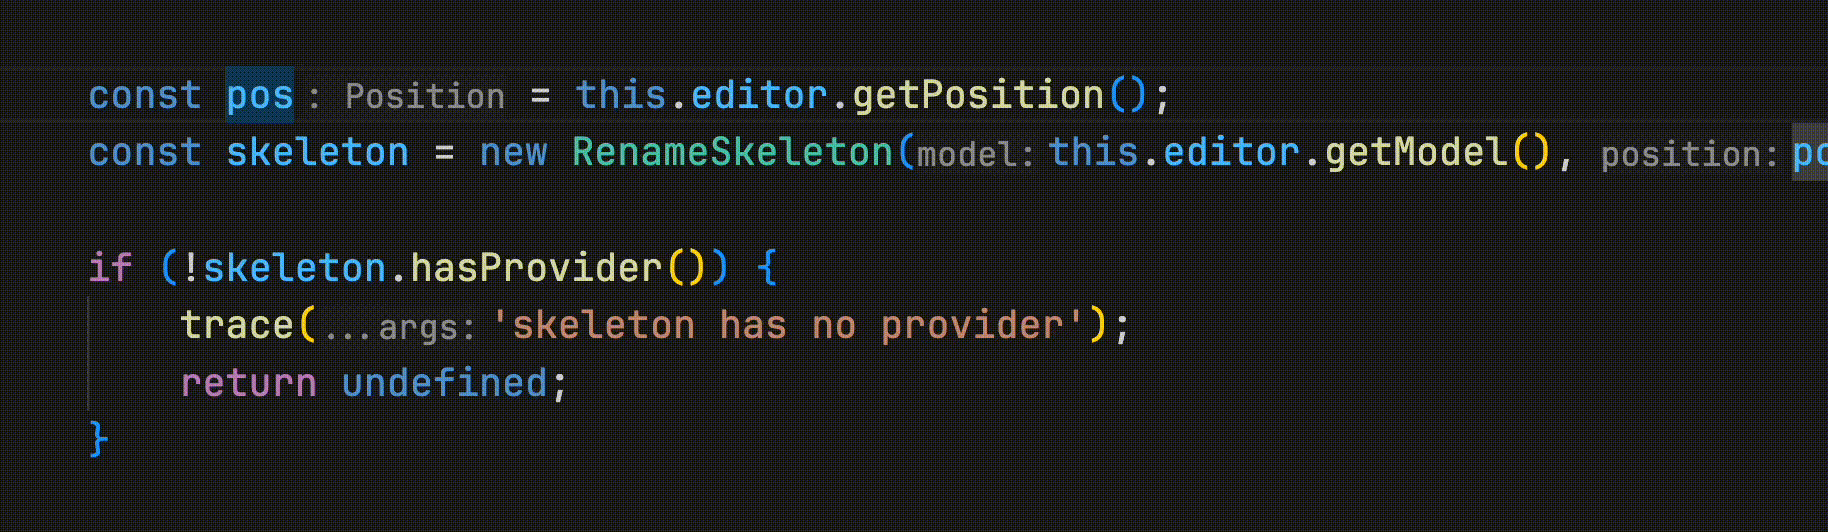 const pos: Position = this.editor.getPosition();
const skeleton = new RenameSkeleton(model: this.editor.getModel(), position:
if (!skeleton.hasProvider()) {
trace(...args: 'skeleton has no provider');
return undefined;
}